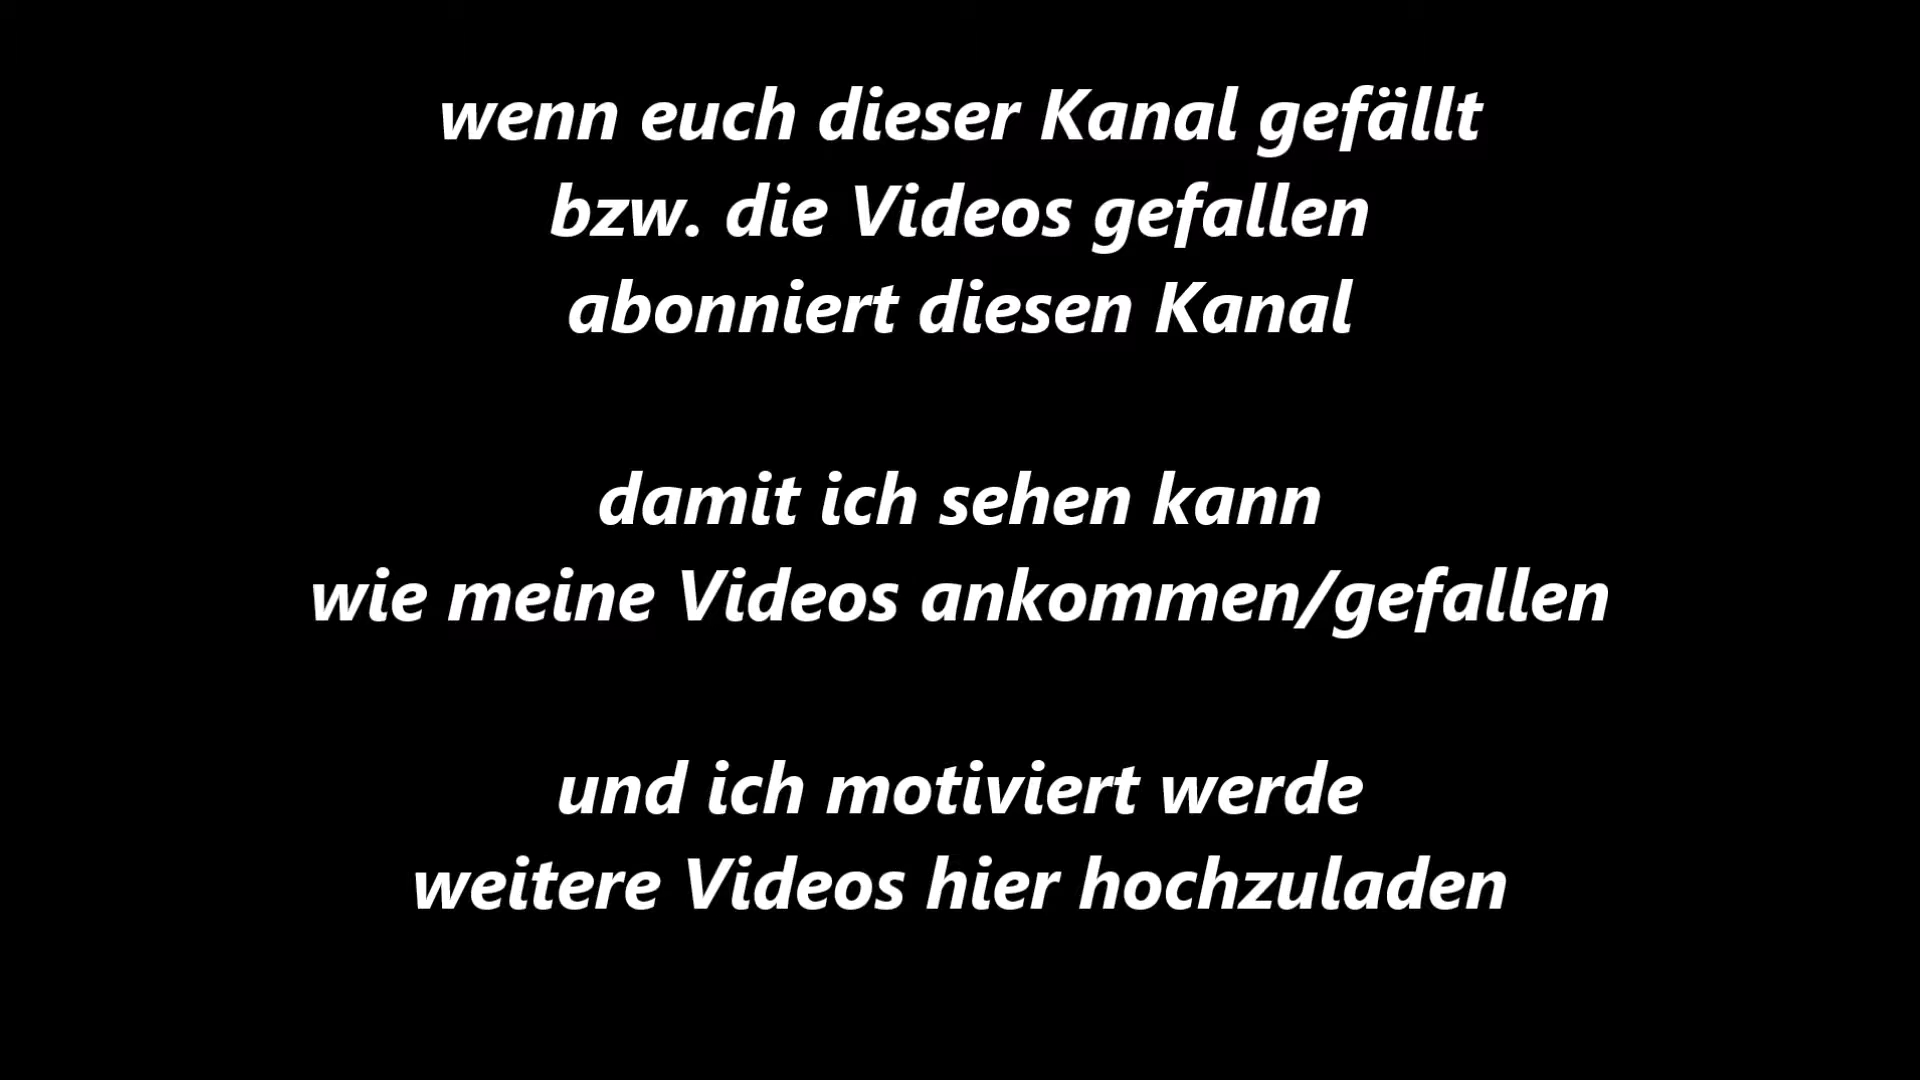 wenn euch dieser Kanal gefällt
bzw. die Videos gefallen
abonniert diesen Kanal
damit ich sehen kann
wie meine Videos ankommen/gefallen
und ich motiviert werde
weitere Videos hier hochzuladen